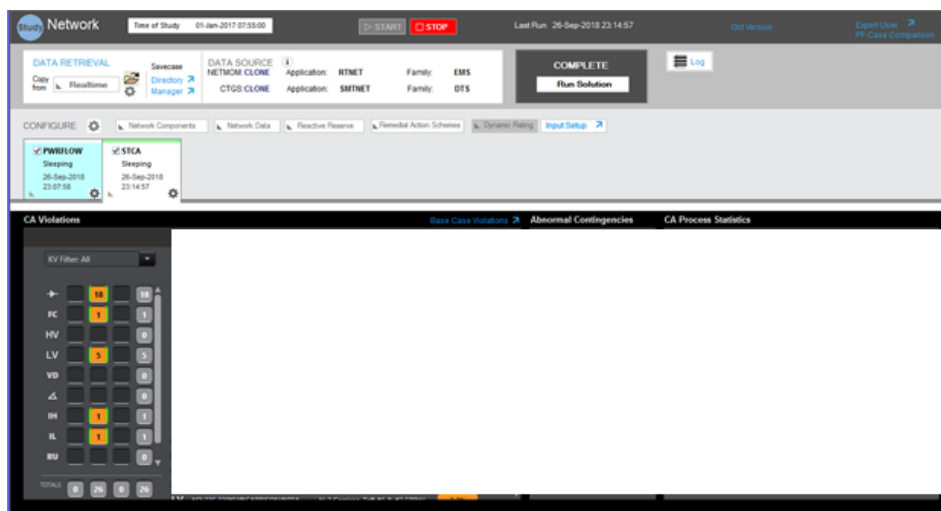 Study Network
Time of Study 01-Jan-2017 07:55:00
START STOP
Last Run 26-Sep-2018 23:14:57
Old Version
Expert User
PF Case Comparison
DATA RETRIEVAL
Copy from Realtime
Savecase
Directory
Manager
DATA SOURCE
NETMOM: CLONE Application: RTNET Family: EMS
CTGS: CLONE Application: SMTNET Family: DTS
COMPLETE
Run Solution
Log
CONFIGURE Network Components Network Data Reactive Reserve Remedial Action Schemes Dynamic Rating Input Setup
PWRFLOW
Sleeping
26-Sep-2018
23:07:58
STCA
Sleeping
26-Sep-2018
23:14:57
CA Violations Base Case Violations Abnormal Contingencies CA Process Statistics
KV Filter: All
18 18
FC 1 1
HV 0
LV 5 5
VD 0
0
IH 1 1
IL 1 1
RU 0
TOTALS 0 26 0 26
LV